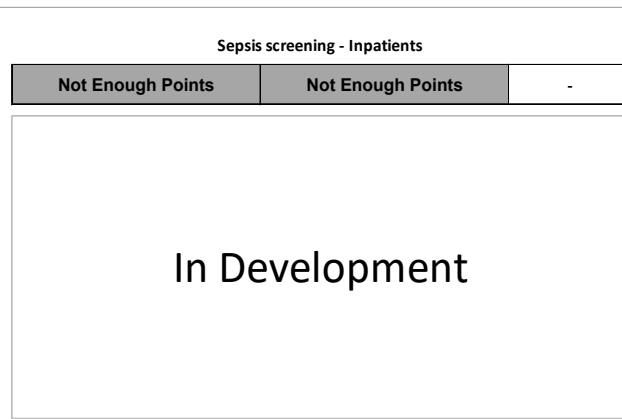 Sepsis screening - Inpatients
Not Enough Points Not Enough Points -
In Development